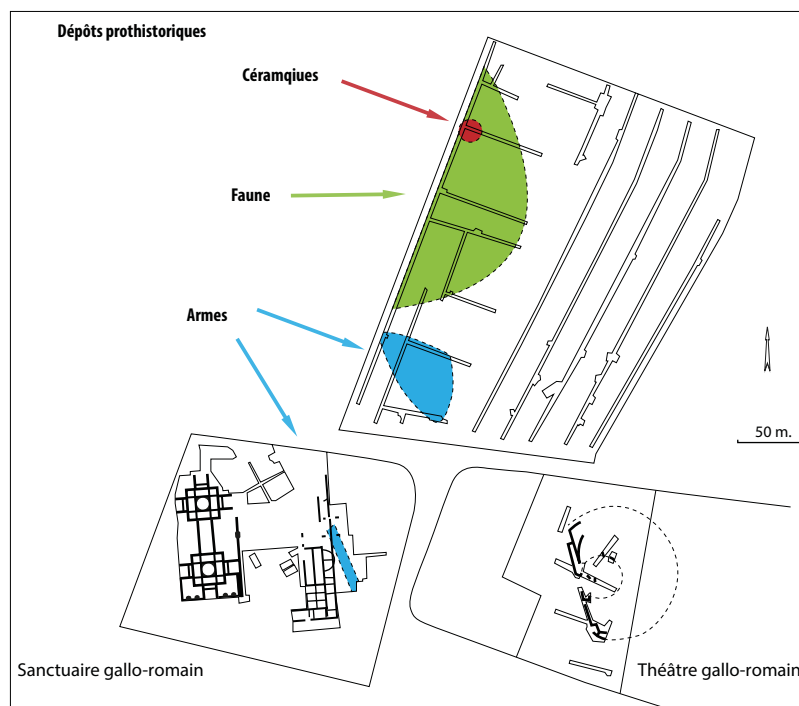 Dépôts prothistoriques
Céramqiues
Faune
Armes
50 m.
Sanctuaire gallo-romain
Théâtre gallo-romain